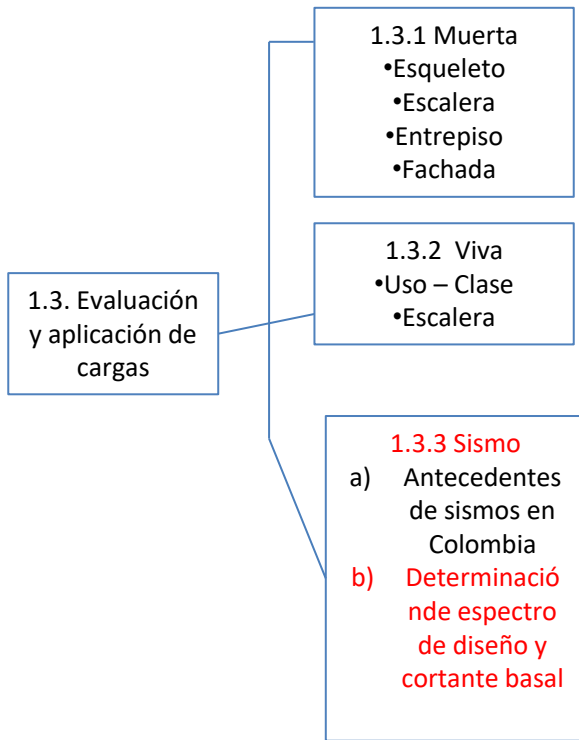 1.3.1 Muerta
•Esqueleto
•Escalera
•Entrepiso
•Fachada
1.3.2 Viva
•Uso – Clase
•Escalera
1.3. Evaluación
y aplicación de
cargas
1.3.3 Sismo
a) Antecedentes
de sismos en
Colombia
b) Determinació
nde espectro
de diseño y
cortante basal